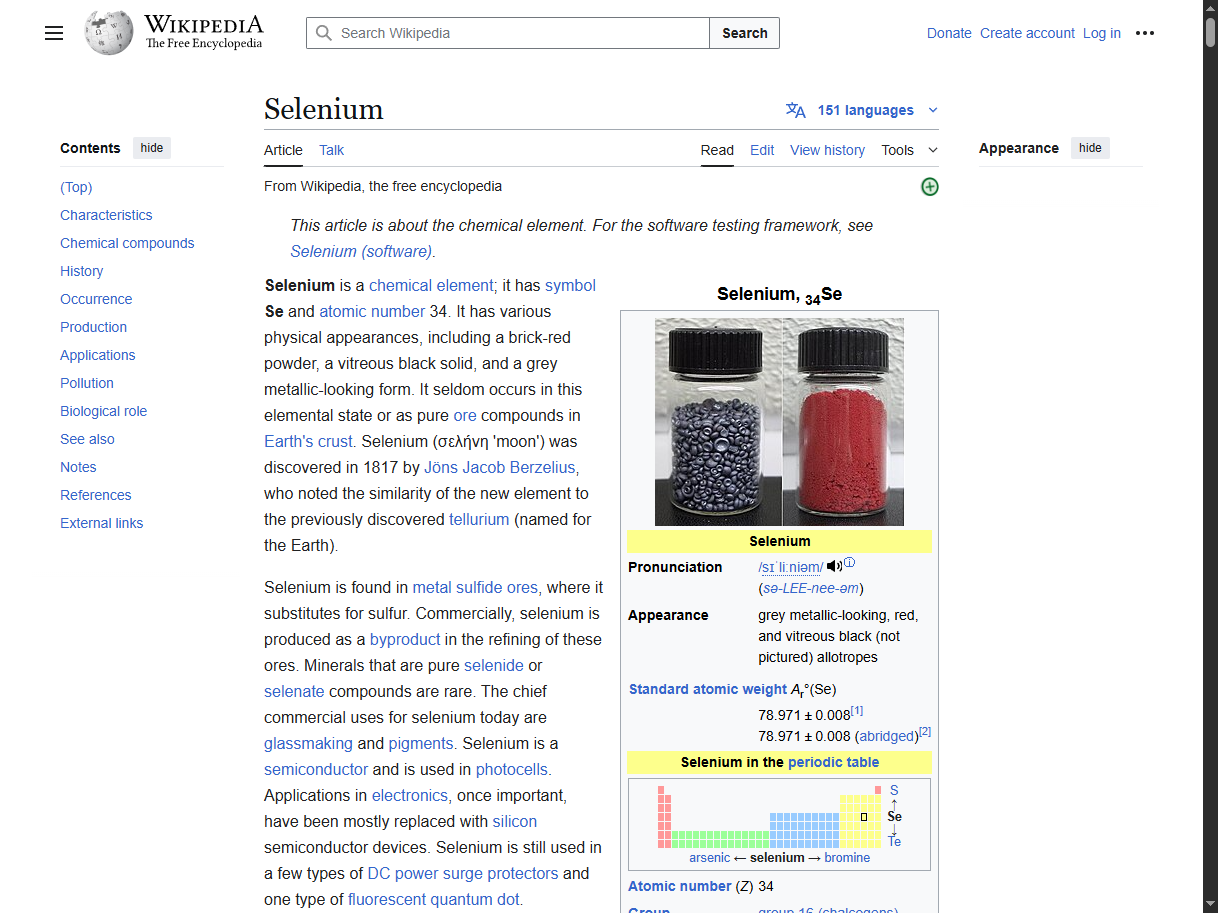 WIKIPEDIA
The Free Encyclopedia
Search Wikipedia
Search
Donate Create account Log in
Contents hide
(Top)
Characteristics
Chemical compounds
History
Occurrence
Production
Applications
Pollution
Biological role
See also
Notes
References
External links
Selenium
151 languages
Article Talk
Read Edit View history Tools
From Wikipedia, the free encyclopedia
This article is about the chemical element. For the software testing framework, see
Selenium (software).
Selenium is a chemical element; it has symbol
Se and atomic number 34. It has various
physical appearances, including a brick-red
powder, a vitreous black solid, and a grey
metallic-looking form. It seldom occurs in this
elemental state or as pure ore compounds in
Earth's crust. Selenium (σελήνη 'moon') was
discovered in 1817 by Jöns Jacob Berzelius,
who noted the similarity of the new element to
the previously discovered tellurium (named for
the Earth).
Selenium is found in metal sulfide ores, where it
substitutes for sulfur. Commercially, selenium is
produced as a byproduct in the refining of these
ores. Minerals that are pure selenide or
selenate compounds are rare. The chief
commercial uses for selenium today are
glassmaking and pigments. Selenium is a
semiconductor and is used in photocells.
Applications in electronics, once important,
have been mostly replaced with silicon
semiconductor devices. Selenium is still used in
a few types of DC power surge protectors and
one type of fluorescent quantum dot.
Selenium, 34Se
Selenium
Pronunciation /sɪˈliːniəm/ ⓘ
(sə-LEE-nee-əm)
Appearance grey metallic-looking, red,
and vitreous black (not
pictured) allotropes
Standard atomic weight Ar°(Se)
78.971 ± 0.008[1]
78.971 ± 0.008 (abridged)[2]
Selenium in the periodic table
S
↑
Se
↓
Te
arsenic ← selenium → bromine
Atomic number (Z) 34
Group group 16 (chalcogens)
Appearance hide